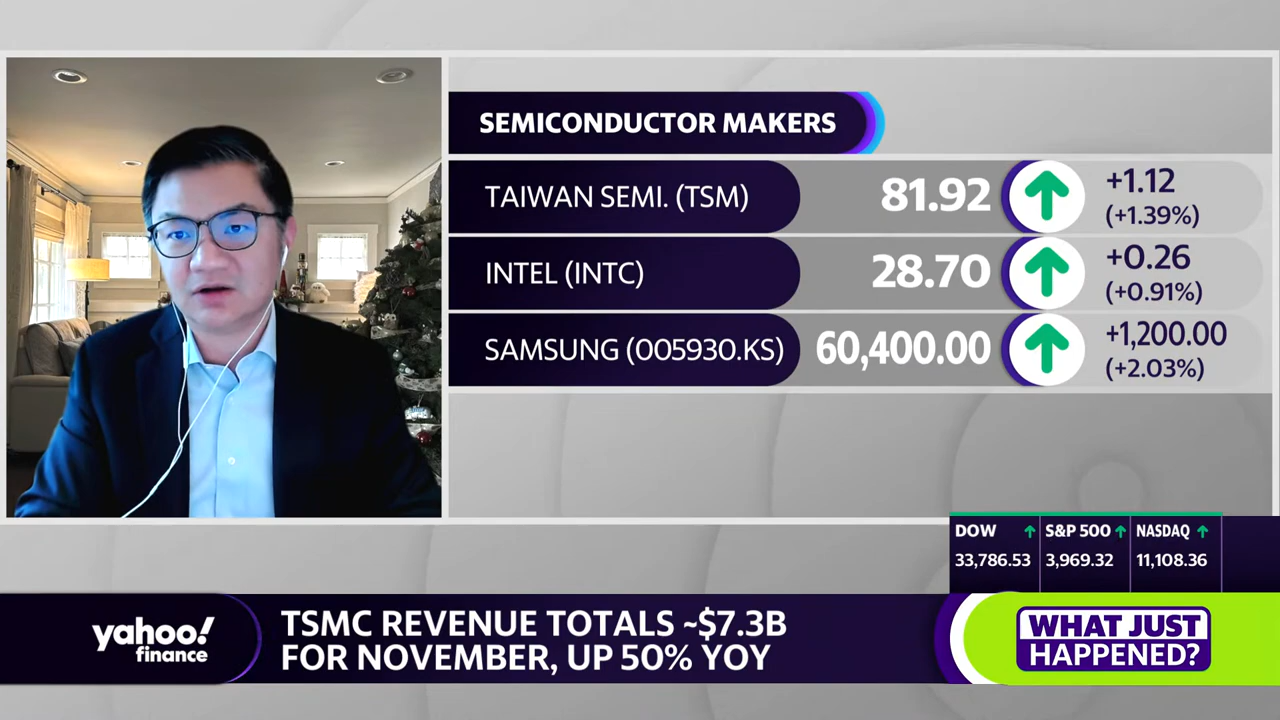 SEMICONDUCTOR MAKERS
TAIWAN SEMI. (TSM) 81.92 +1.12 (+1.39%)
INTEL (INTC) 28.70 +0.26 (+0.91%)
SAMSUNG (005930.KS) 60,400.00 +1,200.00 (+2.03%)
DOW S&P 500 NASDAQ
33,786.53 3,969.32 11,108.36
yahoo!
finance
TSMC REVENUE TOTALS ~$7.3B
FOR NOVEMBER, UP 50% YOY
WHAT JUST
HAPPENED?